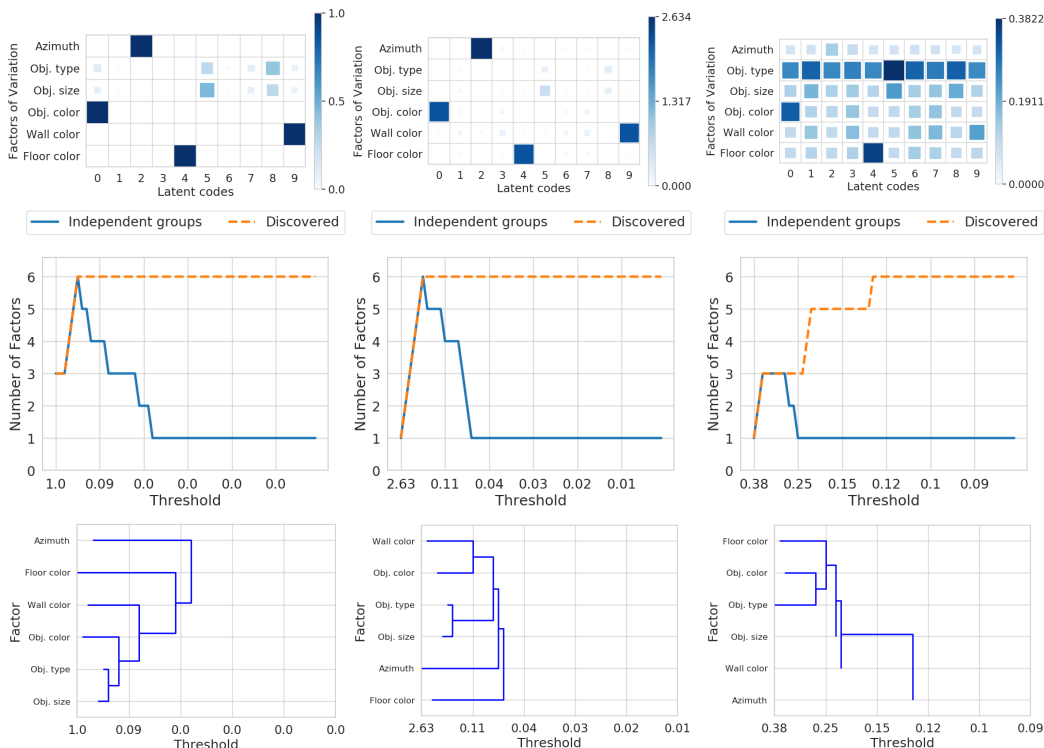 Factors of Variation
Azimuth
Obj. type
Obj. size
Obj. color
Wall color
Floor color
0 1 2 3 4 5 6 7 8 9
Latent codes
1.0
0.5
0.0
Factors of Variation
Azimuth
Obj. type
Obj. size
Obj. color
Wall color
Floor color
0 1 2 3 4 5 6 7 8 9
Latent codes
2.634
1.317
0.000
Factors of Variation
Azimuth
Obj. type
Obj. size
Obj. color
Wall color
Floor color
0 1 2 3 4 5 6 7 8 9
Latent codes
0.3822
0.1911
0.0000
Independent groups Discovered
Number of Factors
6
5
4
3
2
1
0
1.0 0.09 0.0 0.0 0.0 0.0
Threshold
Independent groups Discovered
Number of Factors
6
5
4
3
2
1
0
2.63 0.11 0.04 0.03 0.02 0.01
Threshold
Independent groups Discovered
Number of Factors
6
5
4
3
2
1
0
0.38 0.25 0.15 0.12 0.1 0.09
Threshold
Factor
Azimuth
Floor color
Wall color
Obj. color
Obj. type
Obj. size
1.0 0.09 0.0 0.0 0.0 0.0
Threshold
Factor
Wall color
Obj. color
Obj. type
Obj. size
Azimuth
Floor color
2.63 0.11 0.04 0.03 0.02 0.01
Threshold
Factor
Floor color
Obj. color
Obj. type
Obj. size
Wall color
Azimuth
0.38 0.25 0.15 0.12 0.1 0.09
Threshold